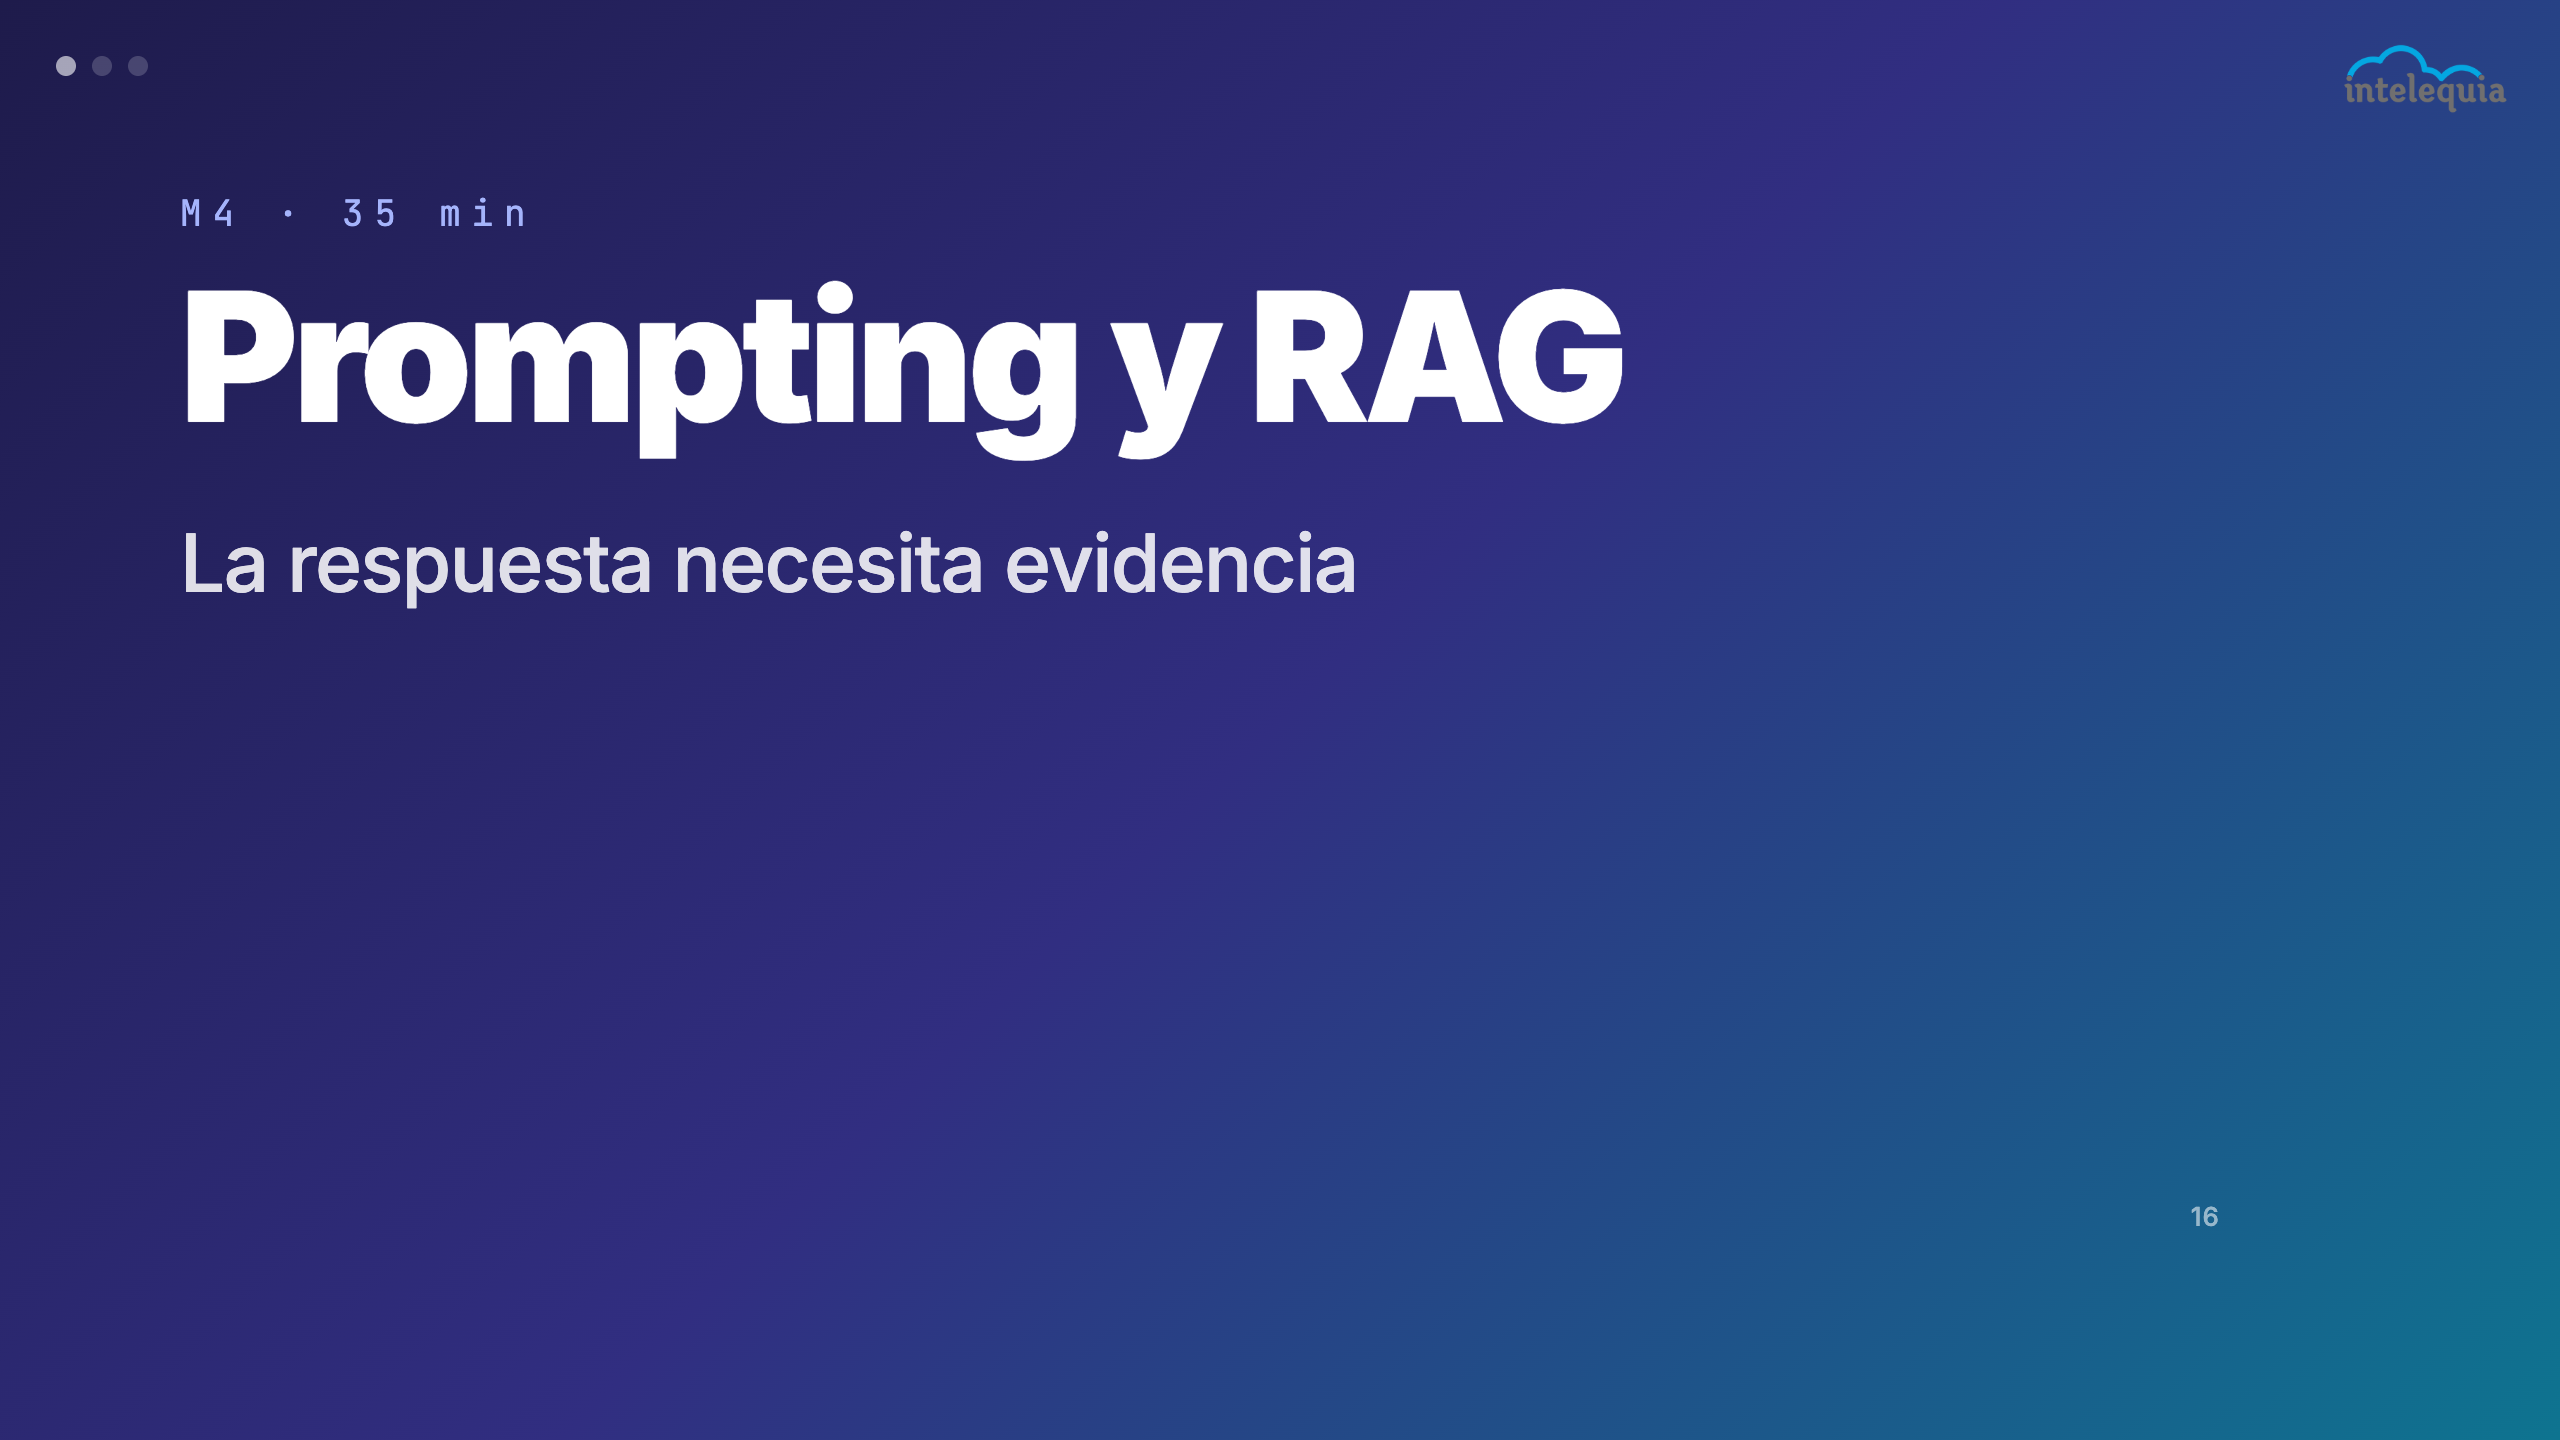 intelequia
M4 · 35 min
Prompting y RAG
La respuesta necesita evidencia
16